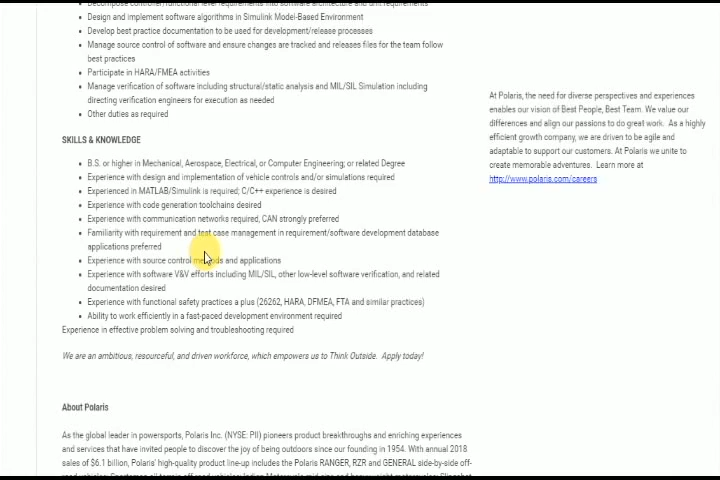 Decompose controller/functional level requirements into software architecture and unit requirements
Design and implement software algorithms in Simulink Model-Based Environment
Develop best practice documentation to be used for development/release processes
Manage source control of software and ensure changes are tracked and releases files for the team follow
best practices
Participate in HARA/FMEA activities
Manage verification of software including structural/static analysis and MIL/SIL Simulation including
directing verification engineers for execution as needed
Other duties as required
SKILLS & KNOWLEDGE
B.S. or higher in Mechanical, Aerospace, Electrical, or Computer Engineering; or related Degree
Experience with design and implementation of vehicle controls and/or simulations required
Experienced in MATLAB/Simulink is required; C/C++ experience is desired
Experience with code generation toolchains desired
Experience with communication networks required, CAN strongly preferred
Familiarity with requirement and test case management in requirement/software development database
applications preferred
Experience with source control methods and applications
Experience with software V&V efforts including MIL/SIL, other low-level software verification, and related
documentation desired
Experience with functional safety practices a plus (26262, HARA, DFMEA, FTA and similar practices)
Ability to work efficiently in a fast-paced development environment required
Experience in effective problem solving and troubleshooting required
We are an ambitious, resourceful, and driven workforce, which empowers us to Think Outside. Apply today!
About Polaris
As the global leader in powersports, Polaris Inc. (NYSE: PII) pioneers product breakthroughs and enriching experiences
and services that have invited people to discover the joy of being outdoors since our founding in 1954. With annual 2018
sales of $6.1 billion, Polaris' high-quality product line-up includes the Polaris RANGER, RZR and GENERAL side-by-side off-
At Polaris, the need for diverse perspectives and experiences
enables our vision of Best People, Best Team. We value our
differences and align our passions to do great work. As a highly
efficient growth company, we are driven to be agile and
adaptable to support our customers. At Polaris we unite to
create memorable adventures. Learn more at
http://www.polaris.com/careers